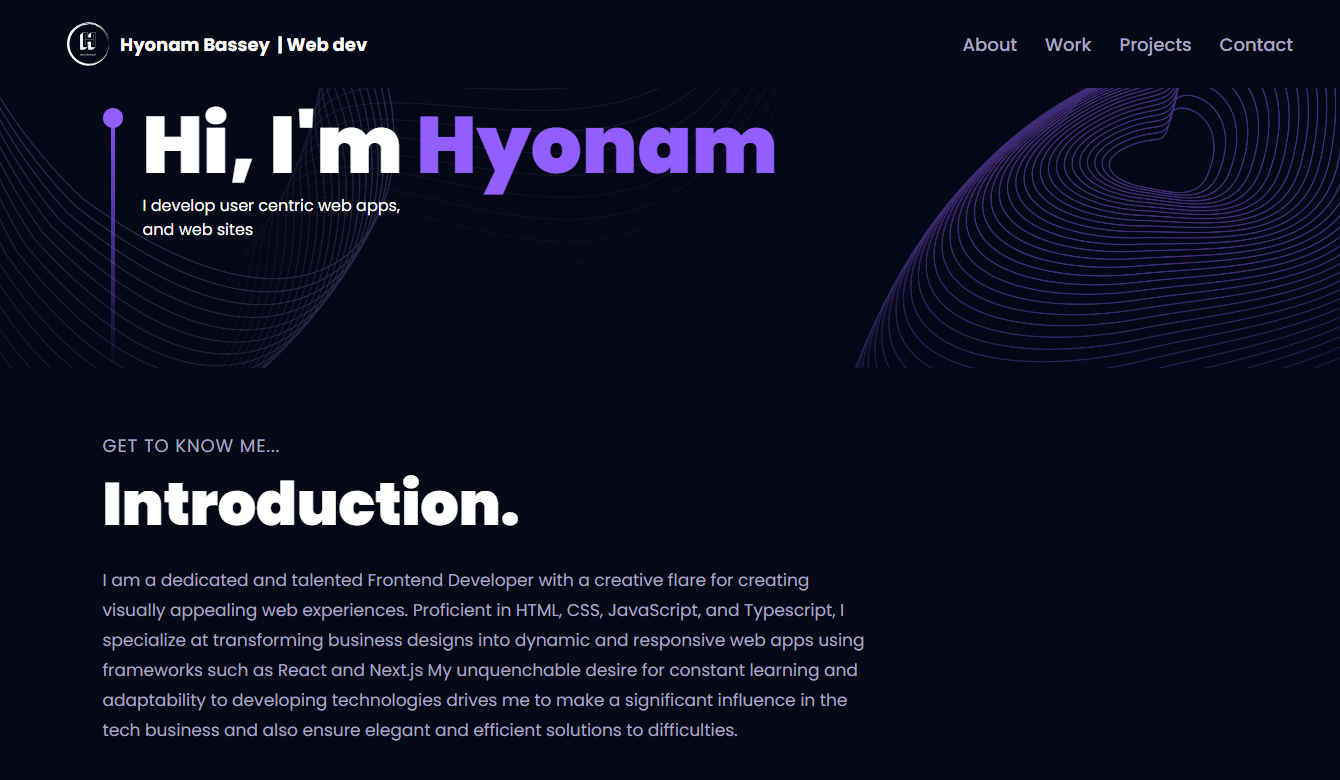 Hyonam Bassey | Web dev
About Work Projects Contact
Hi, I'm Hyonam
I develop user centric web apps,
and web sites
GET TO KNOW ME...
Introduction.
I am a dedicated and talented Frontend Developer with a creative flare for creating
visually appealing web experiences. Proficient in HTML, CSS, JavaScript, and Typescript, I
specialize at transforming business designs into dynamic and responsive web apps using
frameworks such as React and Next.js My unquenchable desire for constant learning and
adaptability to developing technologies drives me to make a significant influence in the
tech business and also ensure elegant and efficient solutions to difficulties.